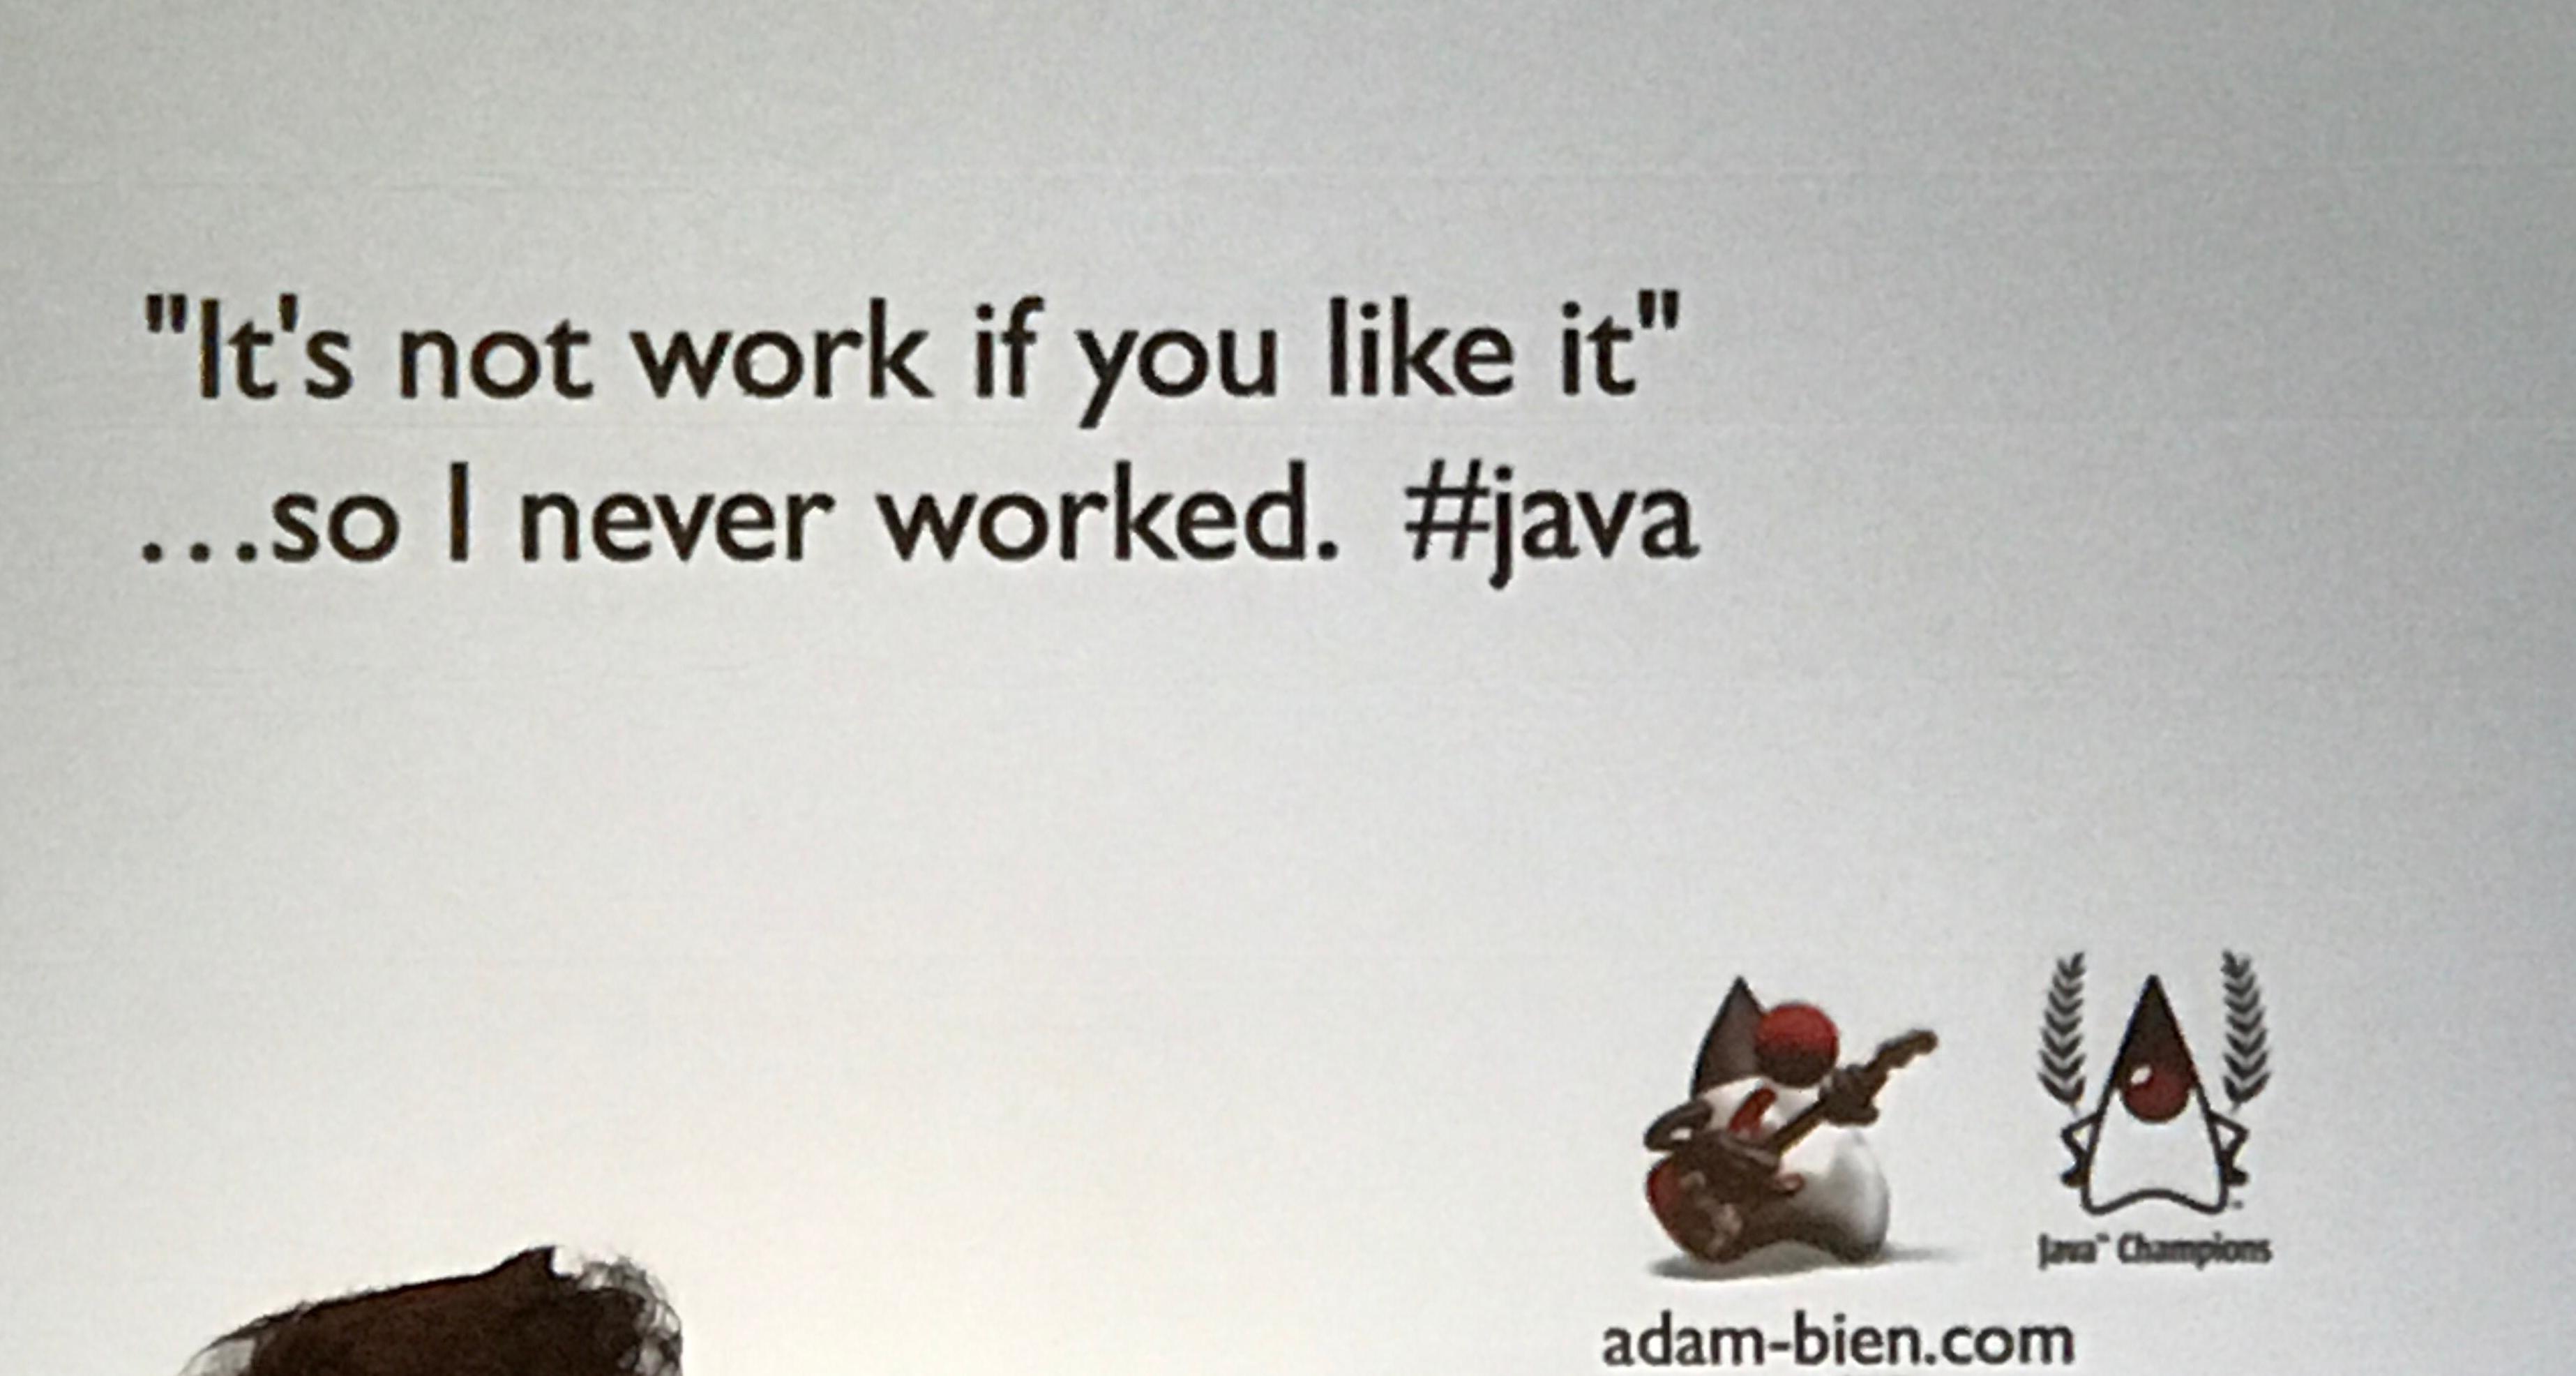 "It's not work if you like it"
...so I never worked.  #java
Java™ Champions
adam-bien.com